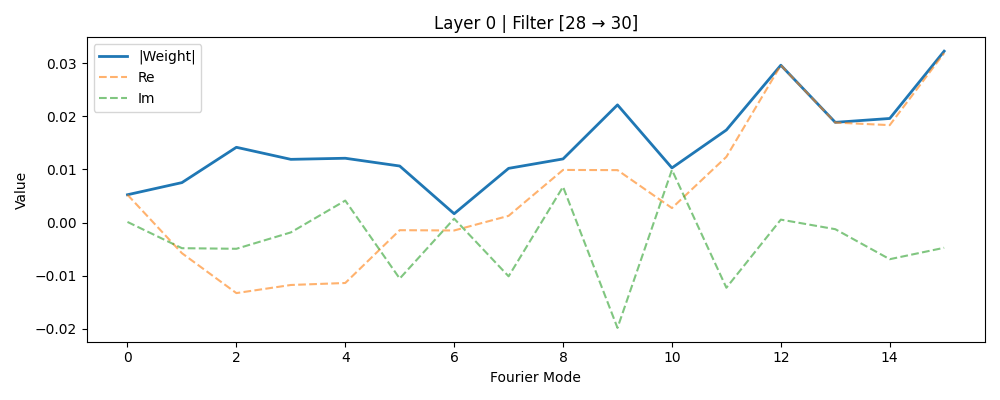 Layer 0 | Filter [28 → 30]
|Weight|
Re
Im
0.03
0.02
0.01
0.00
−0.01
−0.02
Value
0 2 4 6 8 10 12 14
Fourier Mode